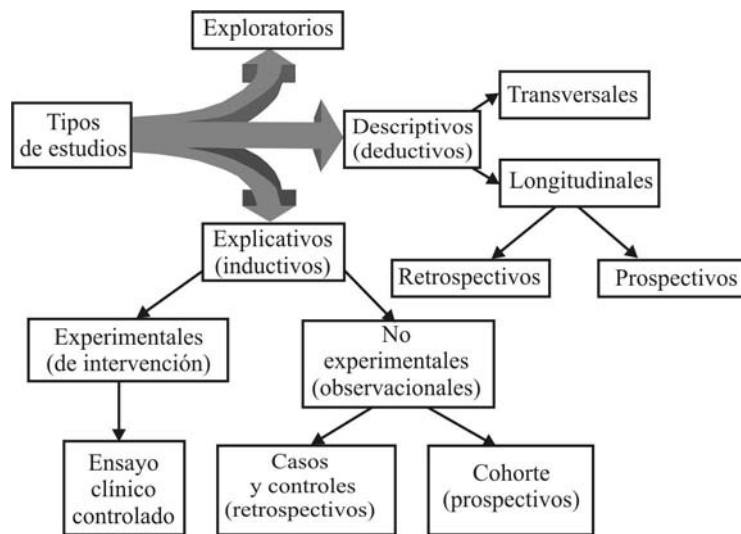 Exploratorios
Tipos
de estudios
Descriptivos
(deductivos)
Transversales
Longitudinales
Retrospectivos
Prospectivos
Explicativos
(inductivos)
Experimentales
(de intervención)
No
experimentales
(observacionales)
Ensayo
clínico
controlado
Casos
y controles
(retrospectivos)
Cohorte
(prospectivos)